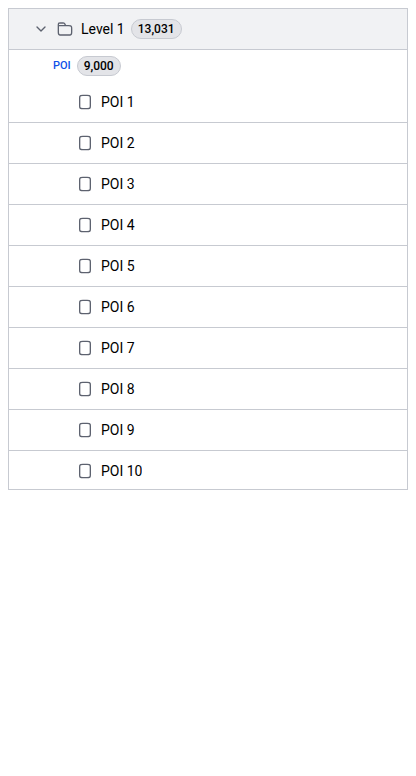 Level 1 13,031
POI 9,000
POI 1
POI 2
POI 3
POI 4
POI 5
POI 6
POI 7
POI 8
POI 9
POI 10